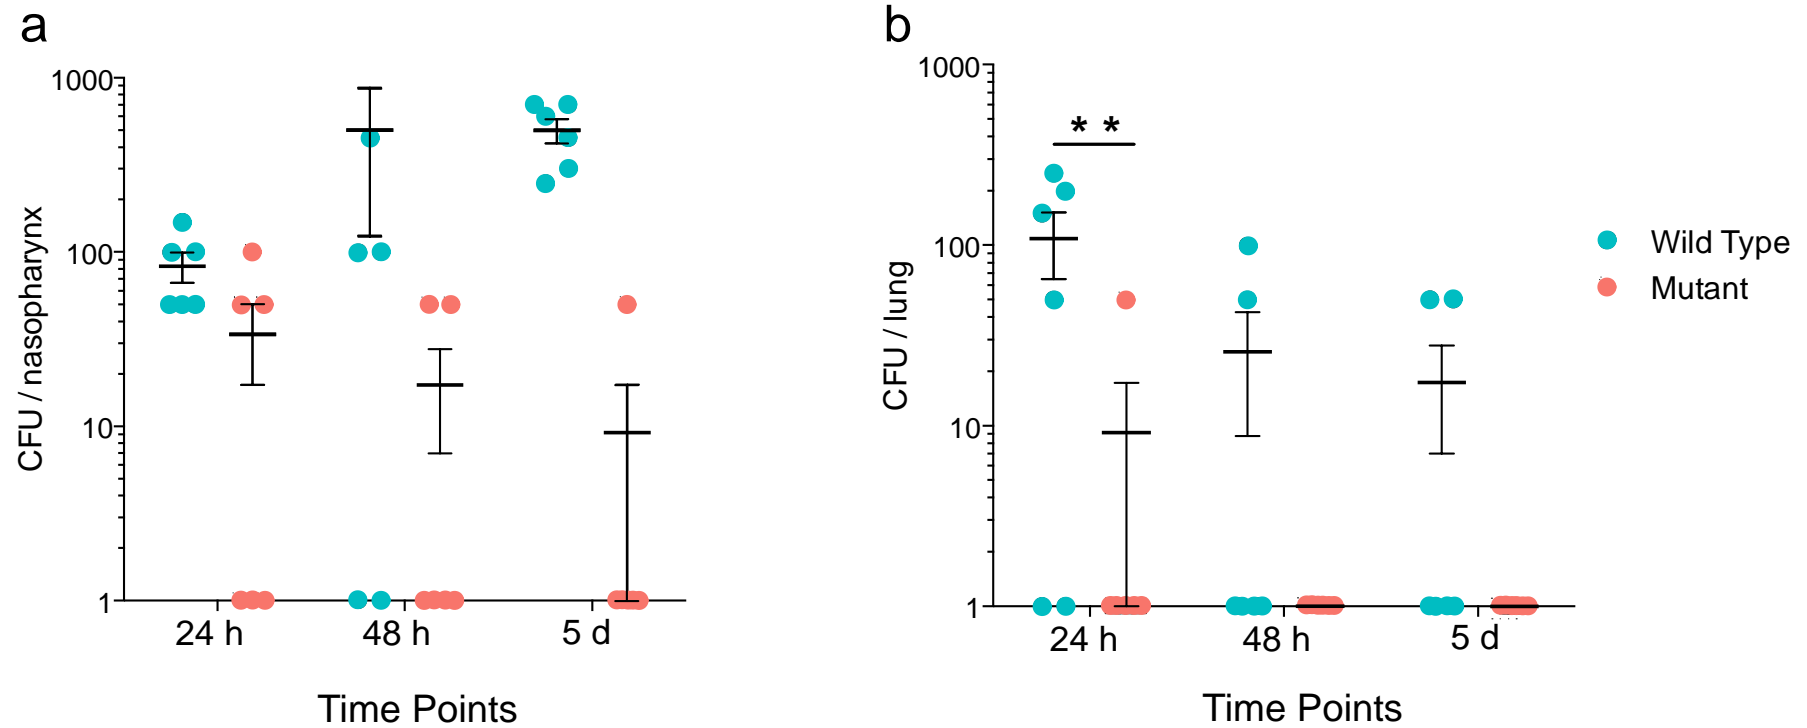 a
1000
100
10
1
CFU / nasopharynx
24 h
48 h
5 d
Time Points
b
1000
100
10
1
CFU / lung
* *
24 h
48 h
5 d
Time Points
Wild Type
Mutant